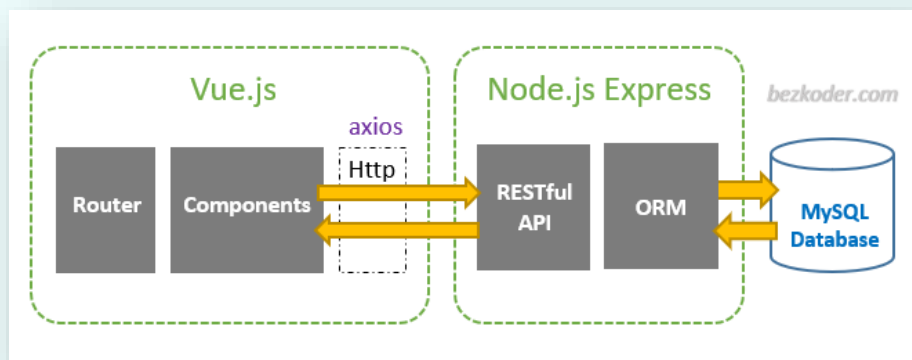 Vue.js
Node.js Express
bezkoder.com
axios
Http
Router
Components
RESTful
API
ORM
MySQL
Database